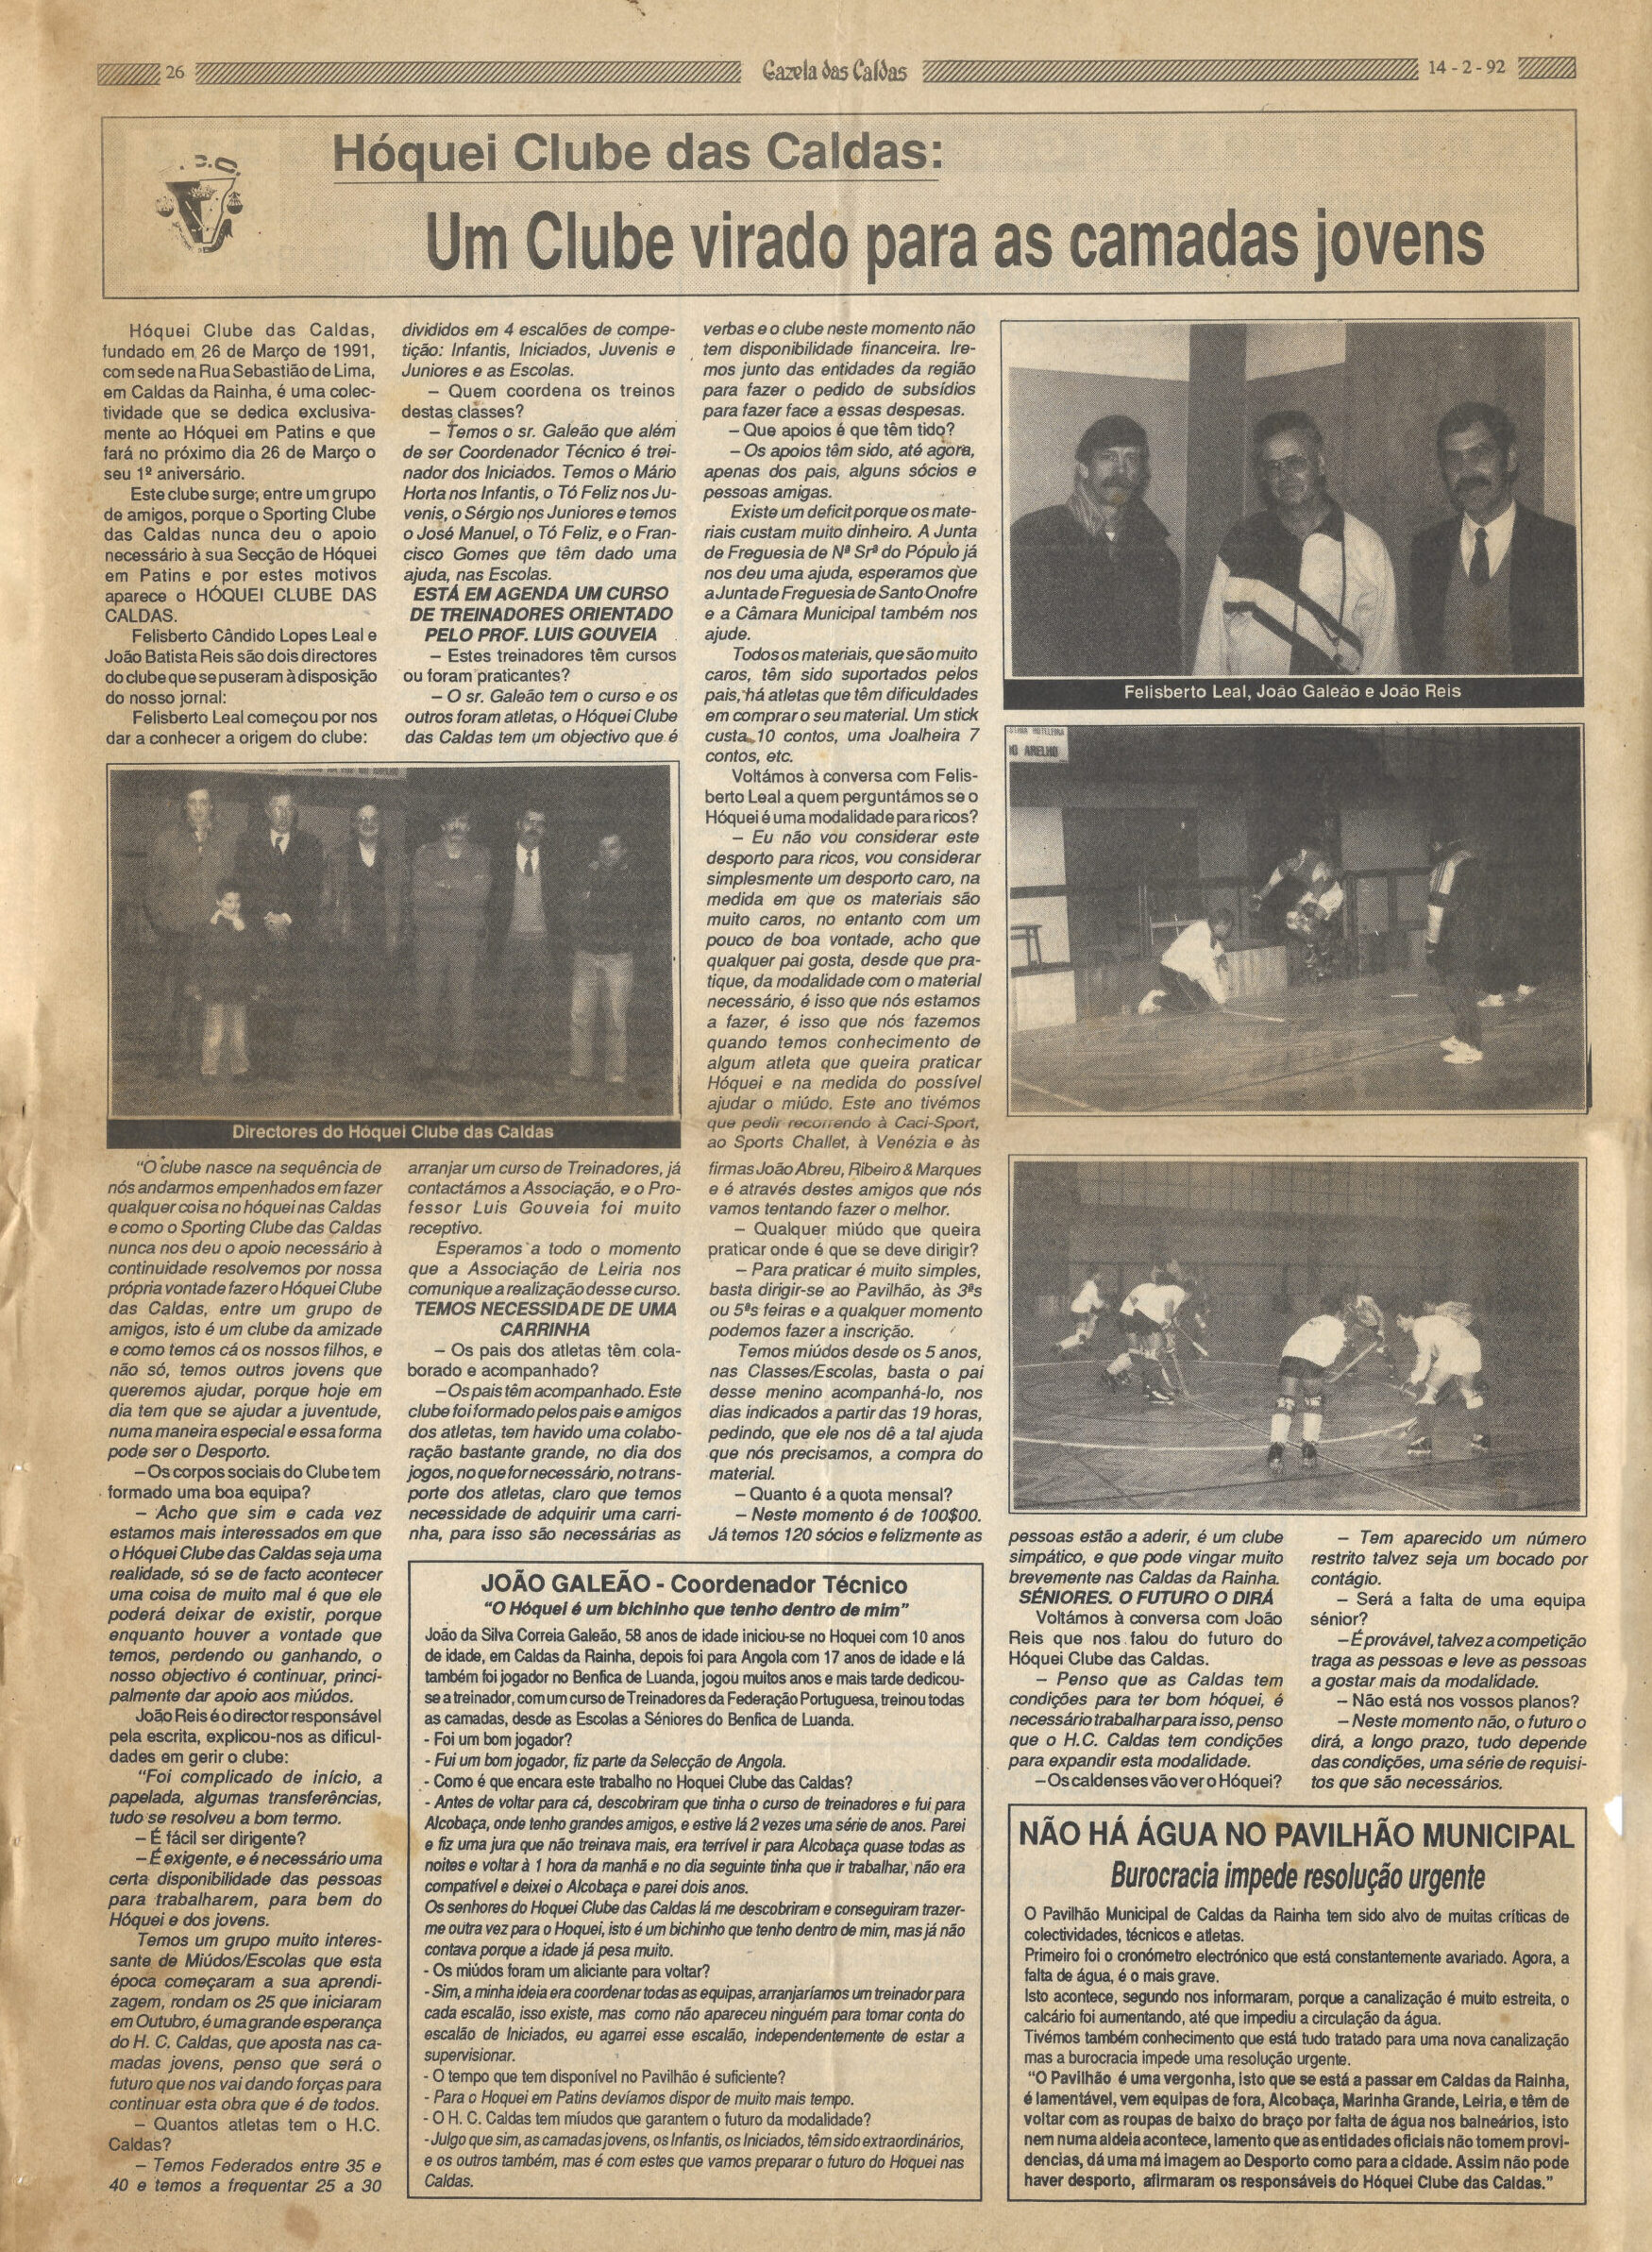 26
Gazeta das Caldas
14 - 2 - 92
Hóquei Clube das Caldas:
Um Clube virado para as camadas jovens
Hóquei Clube das Caldas,
fundado em 26 de Março de 1991,
com sede na Rua Sebastião de Lima,
em Caldas da Rainha, é uma colec-
tividade que se dedica exclusiva-
mente ao Hóquei em Patins e que
fará no próximo dia 26 de Março o
seu 1º aniversário.
Este clube surge, entre um grupo
de amigos, porque o Sporting Clube
das Caldas nunca deu o apoio
necessário à sua Secção de Hóquei
em Patins e por estes motivos
aparece o HÓQUEI CLUBE DAS
CALDAS.
Felisberto Cândido Lopes Leal e
João Batista Reis são dois directores
do clube que se puseram à disposição
do nosso jornal:
Felisberto Leal começou por nos
dar a conhecer a origem do clube:
Directores do Hóquei Clube das Caldas
"O clube nasce na sequência de
nós andarmos empenhados em fazer
qualquer coisa no hóquei nas Caldas
e como o Sporting Clube das Caldas
nunca nos deu o apoio necessário à
continuidade resolvemos por nossa
própria vontade fazer o Hóquei Clube
das Caldas, entre um grupo de
amigos, isto é um clube da amizade
e como temos cá os nossos filhos, e
não só, temos outros jovens que
queremos ajudar, porque hoje em
dia tem que se ajudar a juventude,
numa maneira especial e essa forma
pode ser o Desporto.
– Os corpos sociais do Clube tem
formado uma boa equipa?
– Acho que sim e cada vez
estamos mais interessados em que
o Hóquei Clube das Caldas seja uma
realidade, só se de facto acontecer
uma coisa de muito mal é que ele
poderá deixar de existir, porque
enquanto houver a vontade que
temos, perdendo ou ganhando, o
nosso objectivo é continuar, princi-
palmente dar apoio aos miúdos.
João Reis é o director responsável
pela escrita, explicou-nos as dificul-
dades em gerir o clube:
"Foi complicado de início, a
papelada, algumas transferências,
tudo se resolveu a bom termo.
– É fácil ser dirigente?
– É exigente, e é necessário uma
certa disponibilidade das pessoas
para trabalharem, para bem do
Hóquei e dos jovens.
Temos um grupo muito interes-
sante de Miúdos/Escolas que esta
época começaram a sua aprendi-
zagem, rondam os 25 que iniciaram
em Outubro, é uma grande esperança
do H. C. Caldas, que aposta nas ca-
madas jovens, penso que será o
futuro que nos vai dando forças para
continuar esta obra que é de todos.
– Quantos atletas tem o H.C.
Caldas?
– Temos Federados entre 35 e
40 e temos a frequentar 25 a 30
divididos em 4 escalões de compe-
tição: Infantis, Iniciados, Juvenis e
Juniores e as Escolas.
– Quem coordena os treinos
destas classes?
– Temos o sr. Galeão que além
de ser Coordenador Técnico é trei-
nador dos Iniciados. Temos o Mário
Horta nos Infantis, o Tó Feliz nos Ju-
venis, o Sérgio nos Juniores e temos
o José Manuel, o Tó Feliz, e o Fran-
cisco Gomes que têm dado uma
ajuda, nas Escolas.
ESTÁ EM AGENDA UM CURSO
DE TREINADORES ORIENTADO
PELO PROF. LUIS GOUVEIA
– Estes treinadores têm cursos
ou foram praticantes?
– O sr. Galeão tem o curso e os
outros foram atletas, o Hóquei Clube
das Caldas tem um objectivo que é
arranjar um curso de Treinadores, já
contactámos a Associação, e o Pro-
fessor Luis Gouveia foi muito
receptivo.
Esperamos a todo o momento
que a Associação de Leiria nos
comunique a realização desse curso.
TEMOS NECESSIDADE DE UMA
CARRINHA
– Os pais dos atletas têm cola-
borado e acompanhado?
– Os pais têm acompanhado. Este
clube foi formado pelos pais e amigos
dos atletas, tem havido uma colabo-
ração bastante grande, no dia dos
jogos, no que for necessário, no trans-
porte dos atletas, claro que temos
necessidade de adquirir uma carri-
nha, para isso são necessárias as
verbas e o clube neste momento não
tem disponibilidade financeira. Ire-
mos junto das entidades da região
para fazer o pedido de subsídios
para fazer face a essas despesas.
– Que apoios é que têm tido?
– Os apoios têm sido, até agora,
apenas dos pais, alguns sócios e
pessoas amigas.
Existe um deficit porque os mate-
riais custam muito dinheiro. A Junta
de Freguesia de Nª Srª do Pópulo já
nos deu uma ajuda, esperamos que
a Junta de Freguesia de Santo Onofre
e a Câmara Municipal também nos
ajude.
Todos os materiais, que são muito
caros, têm sido suportados pelos
pais, há atletas que têm dificuldades
em comprar o seu material. Um stick
custa 10 contos, uma Joalheira 7
contos, etc.
Voltámos à conversa com Felis-
berto Leal a quem perguntámos se o
Hóquei é uma modalidade para ricos?
– Eu não vou considerar este
desporto para ricos, vou considerar
simplesmente um desporto caro, na
medida em que os materiais são
muito caros, no entanto com um
pouco de boa vontade, acho que
qualquer pai gosta, desde que pra-
tique, da modalidade com o material
necessário, é isso que nós estamos
a fazer, é isso que nós fazemos
quando temos conhecimento de
algum atleta que queira praticar
Hóquei e na medida do possível
ajudar o miúdo. Este ano tivémos
que pedir recorrendo à Caci-Sport,
ao Sports Challet, à Venézia e às
firmas João Abreu, Ribeiro & Marques
e é através destes amigos que nós
vamos tentando fazer o melhor.
– Qualquer miúdo que queira
praticar onde é que se deve dirigir?
– Para praticar é muito simples,
basta dirigir-se ao Pavilhão, às 3ªs
ou 5ªs feiras e a qualquer momento
podemos fazer a inscrição.
Temos miúdos desde os 5 anos,
nas Classes/Escolas, basta o pai
desse menino acompanhá-lo, nos
dias indicados a partir das 19 horas,
pedindo, que ele nos dê a tal ajuda
que nós precisamos, a compra do
material.
– Quanto é a quota mensal?
– Neste momento é de 100$00.
Já temos 120 sócios e felizmente as
Felisberto Leal, João Galeão e João Reis
HOTELEIRA
NO ARELHO
pessoas estão a aderir, é um clube
simpático, e que pode vingar muito
brevemente nas Caldas da Rainha.
SÉNIORES. O FUTURO O DIRÁ
Voltámos à conversa com João
Reis que nos falou do futuro do
Hóquei Clube das Caldas.
– Penso que as Caldas tem
condições para ter bom hóquei, é
necessário trabalhar para isso, penso
que o H.C. Caldas tem condições
para expandir esta modalidade.
– Os caldenses vão ver o Hóquei?
– Tem aparecido um número
restrito talvez seja um bocado por
contágio.
– Será a falta de uma equipa
sénior?
– É provável, talvez a competição
traga as pessoas e leve as pessoas
a gostar mais da modalidade.
– Não está nos vossos planos?
– Neste momento não, o futuro o
dirá, a longo prazo, tudo depende
das condições, uma série de requisi-
tos que são necessários.
JOÃO GALEÃO - Coordenador Técnico
"O Hóquei é um bichinho que tenho dentro de mim"
João da Silva Correia Galeão, 58 anos de idade iniciou-se no Hoquei com 10 anos
de idade, em Caldas da Rainha, depois foi para Angola com 17 anos de idade e lá
também foi jogador no Benfica de Luanda, jogou muitos anos e mais tarde dedicou-
se a treinador, com um curso de Treinadores da Federação Portuguesa, treinou todas
as camadas, desde as Escolas a Séniores do Benfica de Luanda.
- Foi um bom jogador?
- Fui um bom jogador, fiz parte da Selecção de Angola.
- Como é que encara este trabalho no Hoquei Clube das Caldas?
- Antes de voltar para cá, descobriram que tinha o curso de treinadores e fui para
Alcobaça, onde tenho grandes amigos, e estive lá 2 vezes uma série de anos. Parei
e fiz uma jura que não treinava mais, era terrível ir para Alcobaça quase todas as
noites e voltar à 1 hora da manhã e no dia seguinte tinha que ir trabalhar, não era
compatível e deixei o Alcobaça e parei dois anos.
Os senhores do Hoquei Clube das Caldas lá me descobriram e conseguiram trazer-
me outra vez para o Hoquei, isto é um bichinho que tenho dentro de mim, mas já não
contava porque a idade já pesa muito.
- Os miúdos foram um aliciante para voltar?
- Sim, a minha ideia era coordenar todas as equipas, arranjaríamos um treinador para
cada escalão, isso existe, mas como não apareceu ninguém para tomar conta do
escalão de Iniciados, eu agarrei esse escalão, independentemente de estar a
supervisionar.
- O tempo que tem disponível no Pavilhão é suficiente?
- Para o Hoquei em Patins devíamos dispor de muito mais tempo.
- O H. C. Caldas tem míudos que garantem o futuro da modalidade?
- Julgo que sim, as camadas jovens, os Infantis, os Iniciados, têm sido extraordinários,
e os outros também, mas é com estes que vamos preparar o futuro do Hoquei nas
Caldas.
NÃO HÁ ÁGUA NO PAVILHÃO MUNICIPAL
Burocracia impede resolução urgente
O Pavilhão Municipal de Caldas da Rainha tem sido alvo de muitas críticas de
colectividades, técnicos e atletas.
Primeiro foi o cronómetro electrónico que está constantemente avariado. Agora, a
falta de água, é o mais grave.
Isto acontece, segundo nos informaram, porque a canalização é muito estreita, o
calcário foi aumentando, até que impediu a circulação da água.
Tivémos também conhecimento que está tudo tratado para uma nova canalização
mas a burocracia impede uma resolução urgente.
"O Pavilhão é uma vergonha, isto que se está a passar em Caldas da Rainha,
é lamentável, vem equipas de fora, Alcobaça, Marinha Grande, Leiria, e têm de
voltar com as roupas de baixo do braço por falta de água nos balneários, isto
nem numa aldeia acontece, lamento que as entidades oficiais não tomem provi-
dencias, dá uma má imagem ao Desporto como para a cidade. Assim não pode
haver desporto, afirmaram os responsáveis do Hóquei Clube das Caldas."